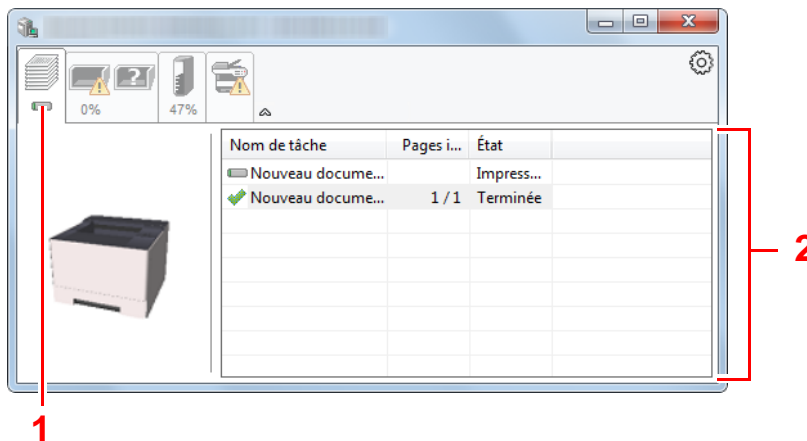 0% 47%
Nom de tâche Pages i... État
Nouveau docume... Impress...
Nouveau docume... 1 / 1 Terminée
2
1